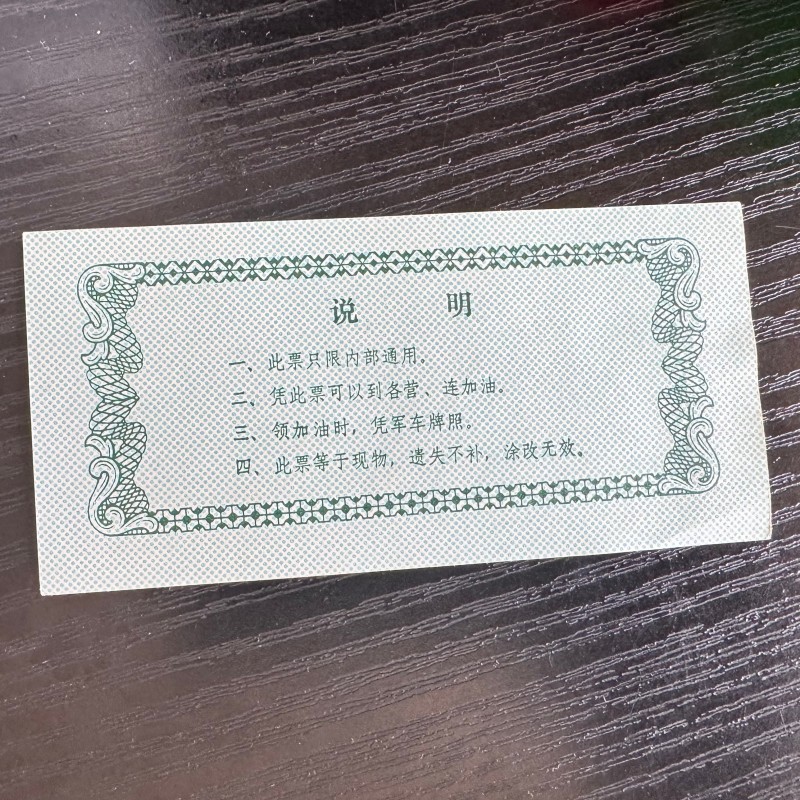 说 明
一、此票只限内部通用。
二、凭此票可以到各营、连加油。
三、领加油时，凭军车牌照。
四、此票等于现物，遗失不补，涂改无效。